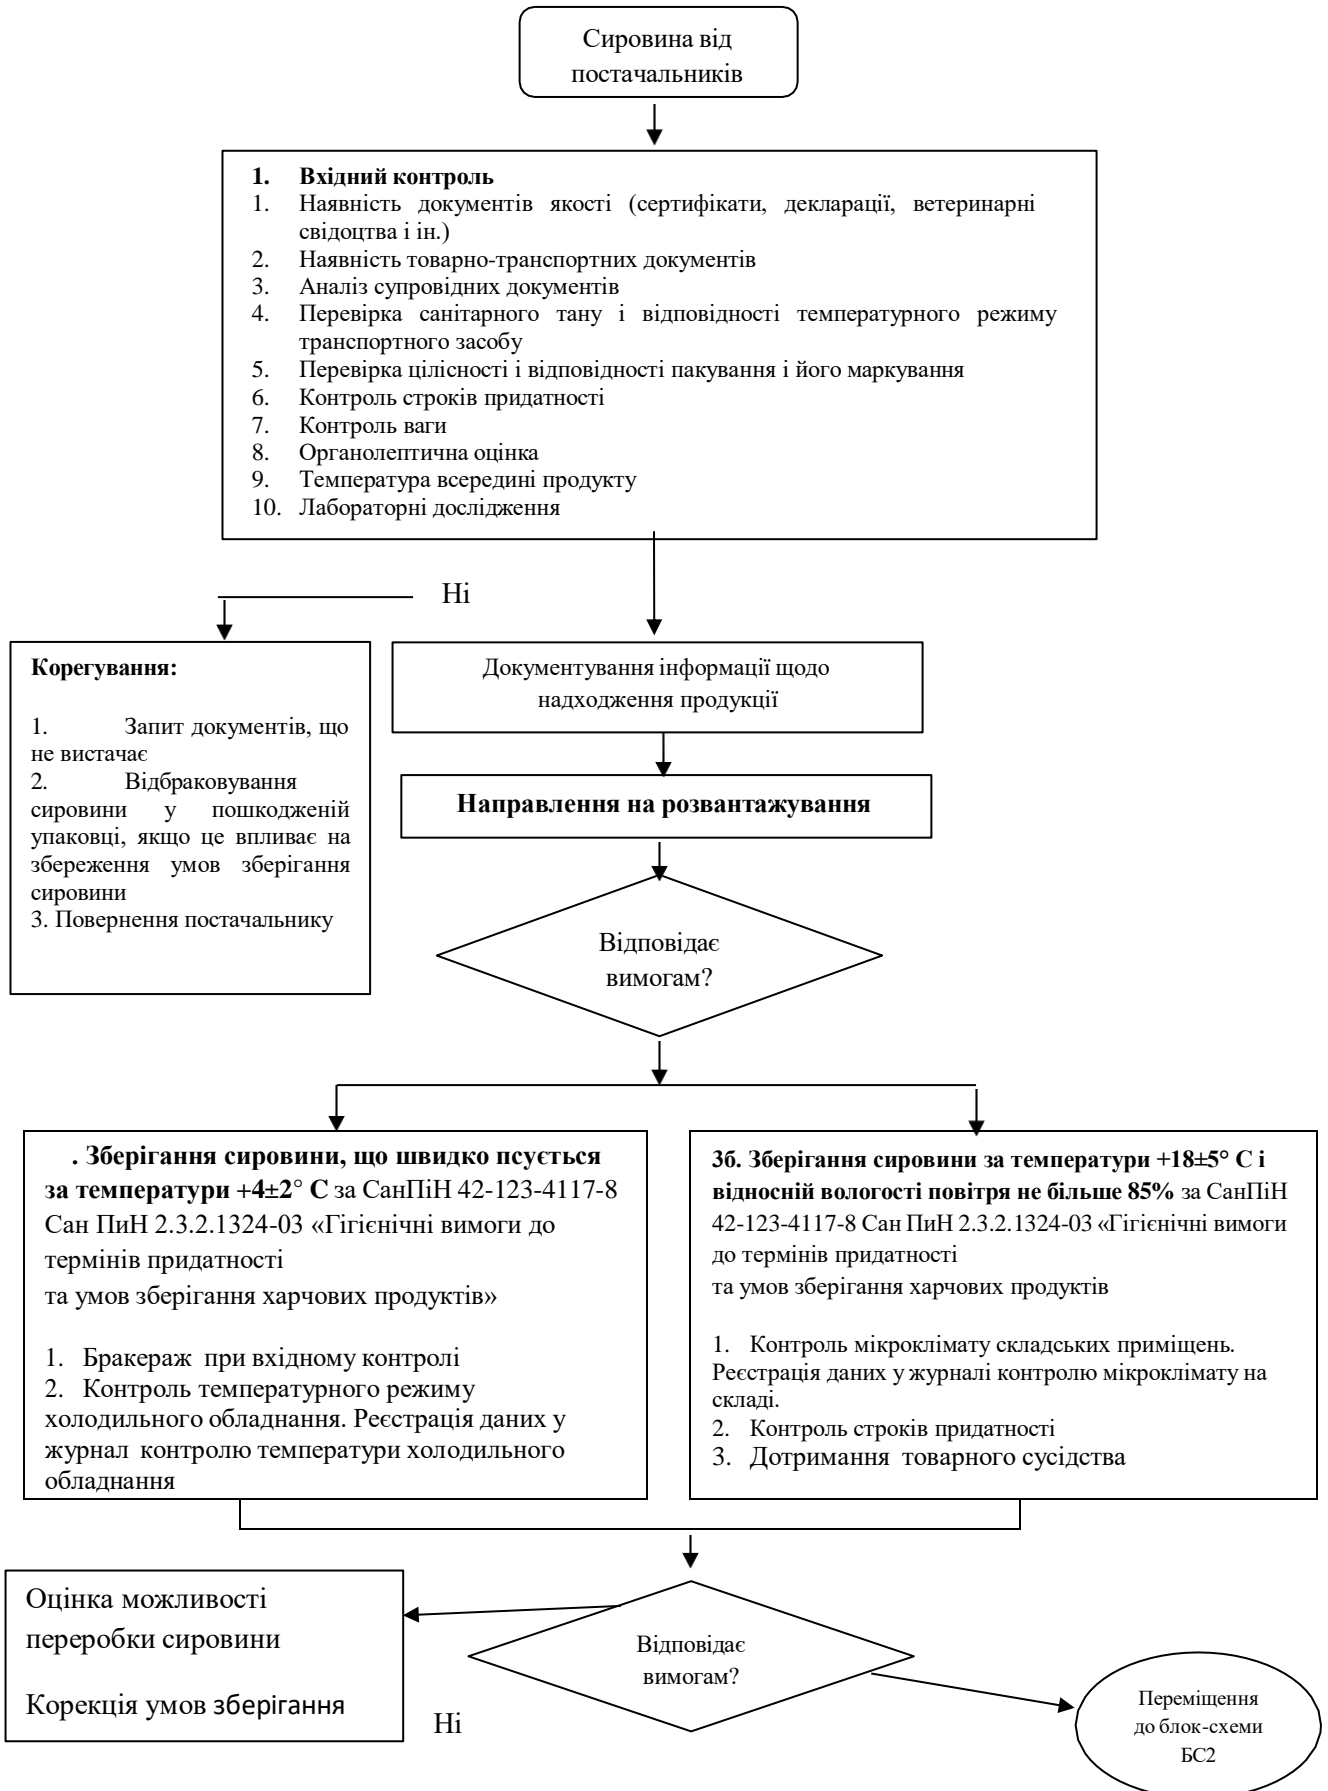 Сировина від
постачальників
1. Вхідний контроль
1. Наявність документів якості (сертифікати, декларації, ветеринарні
свідоцтва і ін.)
2. Наявність товарно-транспортних документів
3. Аналіз супровідних документів
4. Перевірка санітарного тану і відповідності температурного режиму
транспортного засобу
5. Перевірка цілісності і відповідності пакування і його маркування
6. Контроль строків придатності
7. Контроль ваги
8. Органолептична оцінка
9. Температура всередині продукту
10. Лабораторні дослідження
Ні
Корегування:
1. Запит документів, що
не вистачає
2. Відбраковування
сировини у пошкодженій
упаковці, якщо це впливає на
збереження умов зберігання
сировини
3. Повернення постачальнику
Документування інформації щодо
надходження продукції
Направлення на розвантажування
Відповідає
вимогам?
. Зберігання сировини, що швидко псується
за температури +4±2° С за СанПіН 42-123-4117-8
Сан ПиН 2.3.2.1324-03 «Гігієнічні вимоги до
термінів придатності
та умов зберігання харчових продуктів»
1. Бракераж при вхідному контролі
2. Контроль температурного режиму
холодильного обладнання. Реєстрація даних у
журнал контролю температури холодильного
обладнання
3б. Зберігання сировини за температури +18±5° С і
відносній вологості повітря не більше 85% за СанПіН
42-123-4117-8 Сан ПиН 2.3.2.1324-03 «Гігієнічні вимоги
до термінів придатності
та умов зберігання харчових продуктів
1. Контроль мікроклімату складських приміщень.
Реєстрація даних у журналі контролю мікроклімату на
складі.
2. Контроль строків придатності
3. Дотримання товарного сусідства
Оцінка можливості
переробки сировини
Корекція умов зберігання
Ні
Відповідає
вимогам?
Переміщення
до блок-схеми
БС2